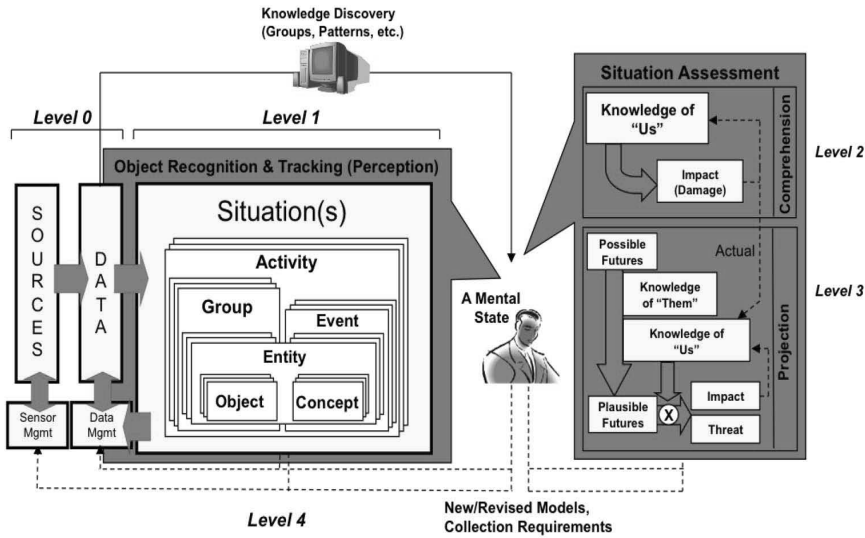 Knowledge Discovery
(Groups, Patterns, etc.)
Level 0
Level 1
Object Recognition & Tracking (Perception)
SOURCES
DATA
Situation(s)
Activity
Group
Event
Entity
Object
Concept
Sensor
Mgmt
Data
Mgmt
A Mental
State
Situation Assessment
Knowledge of
“Us”
Impact
(Damage)
Comprehension
Level 2
Possible
Futures
Actual
Knowledge
of “Them”
Knowledge of
“Us”
Level 3
Projection
Plausible
Futures
X
Impact
Threat
Level 4
New/Revised Models,
Collection Requirements